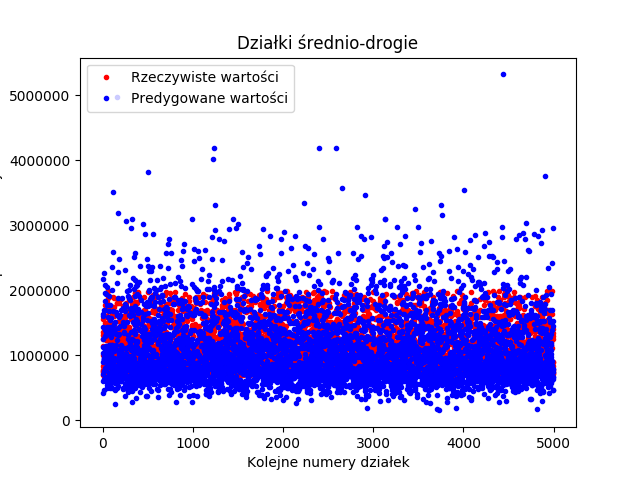 Działki średnio-drogie
Rzeczywiste wartości
Predygowane wartości
5000000
4000000
3000000
2000000
1000000
0
0 1000 2000 3000 4000 5000
Kolejne numery działek